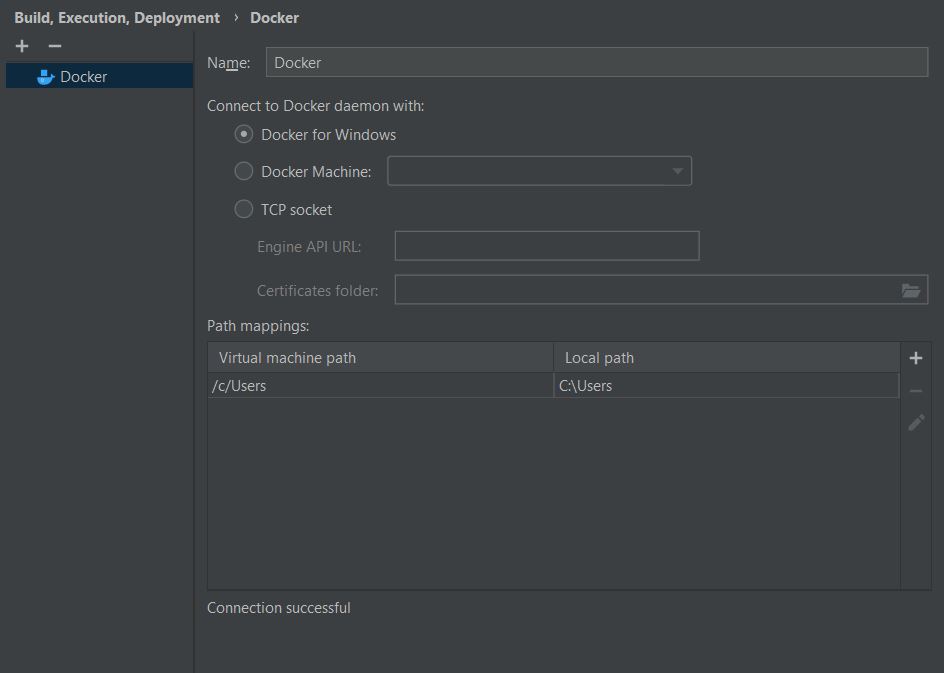 Build, Execution, Deployment › Docker
Docker
Name: Docker
Connect to Docker daemon with:
Docker for Windows
Docker Machine:
TCP socket
Engine API URL:
Certificates folder:
Path mappings:
Virtual machine path Local path
/c/Users C:\Users
Connection successful